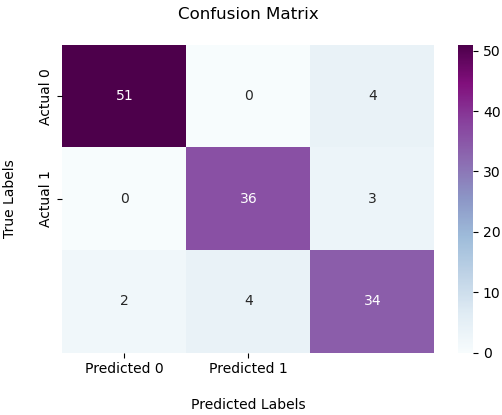 Confusion Matrix
50
Actual 0
51 0 4
40
30
True Labels
Actual 1
0 36 3
20
10
2 4 34
0
Predicted 0 Predicted 1
Predicted Labels